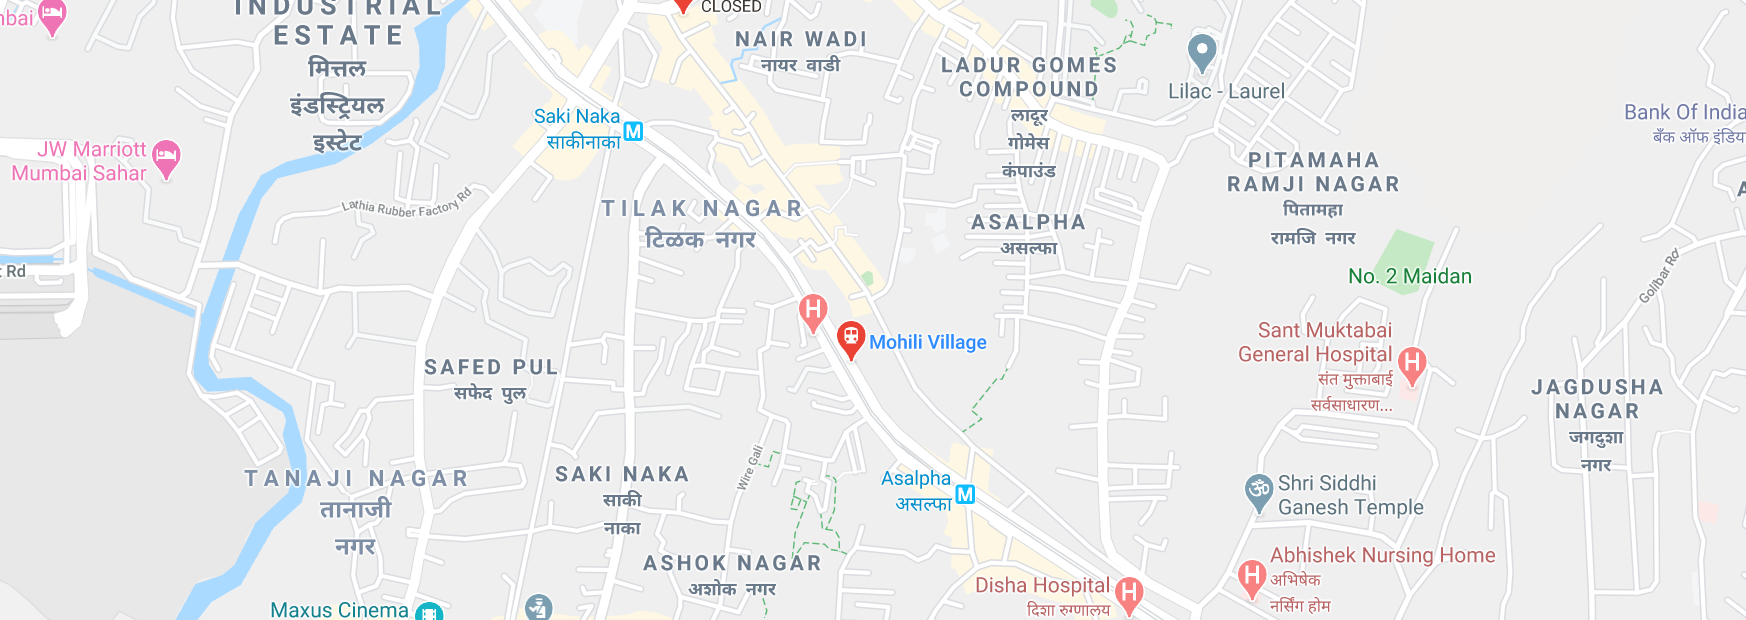 INDUSTRIAL
ESTATE
मित्तल
इंडस्ट्रियल
इस्टेट
CLOSED
NAIR WADI
नायर वाडी
LADUR GOMES
COMPOUND
लादूर
गोमेस
कंपाउंड
Lilac - Laurel
Bank Of India
बँक ऑफ इंडिय
Saki Naka
साकीनाका
JW Marriott
Mumbai Sahar
PITAMAHA
RAMJI NAGAR
पितामहा
रामजि नगर
Lathia Rubber Factory Rd
TILAK NAGAR
टिळक नगर
ASALPHA
असल्फा
Rd
No. 2 Maidan
Golibar Rd
Mohili Village
Sant Muktabai
General Hospital
संत मुक्ताबाई
सर्वसाधारण...
SAFED PUL
सफेद पुल
JAGDUSHA
NAGAR
जगदुशा
नगर
TANAJI NAGAR
तानाजी
नगर
SAKI NAKA
साकी
नाका
Wire Gali
Asalpha
असल्फा
Shri Siddhi
Ganesh Temple
ASHOK NAGAR
अशोक नगर
Abhishek Nursing Home
अभिषेक
नर्सिंग होम
Disha Hospital
दिशा रुग्णालय
Maxus Cinema